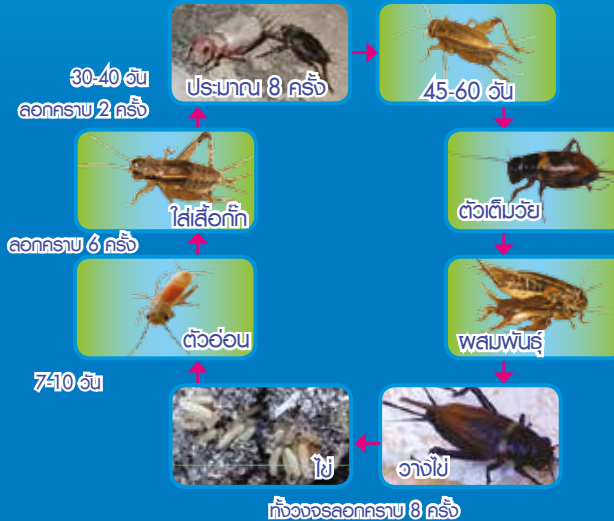 ประมาณ 8 ครั้ง
45-60 วัน
30-40 วัน
ลอกคราบ 2 ครั้ง
ใส่เสื้อกั๊ก
ตัวเต็มวัย
ลอกคราบ 6 ครั้ง
ตัวอ่อน
ผสมพันธุ์
7-10 วัน
ไข่
วางไข่
ทั้งวงจรลอกคราบ 8 ครั้ง